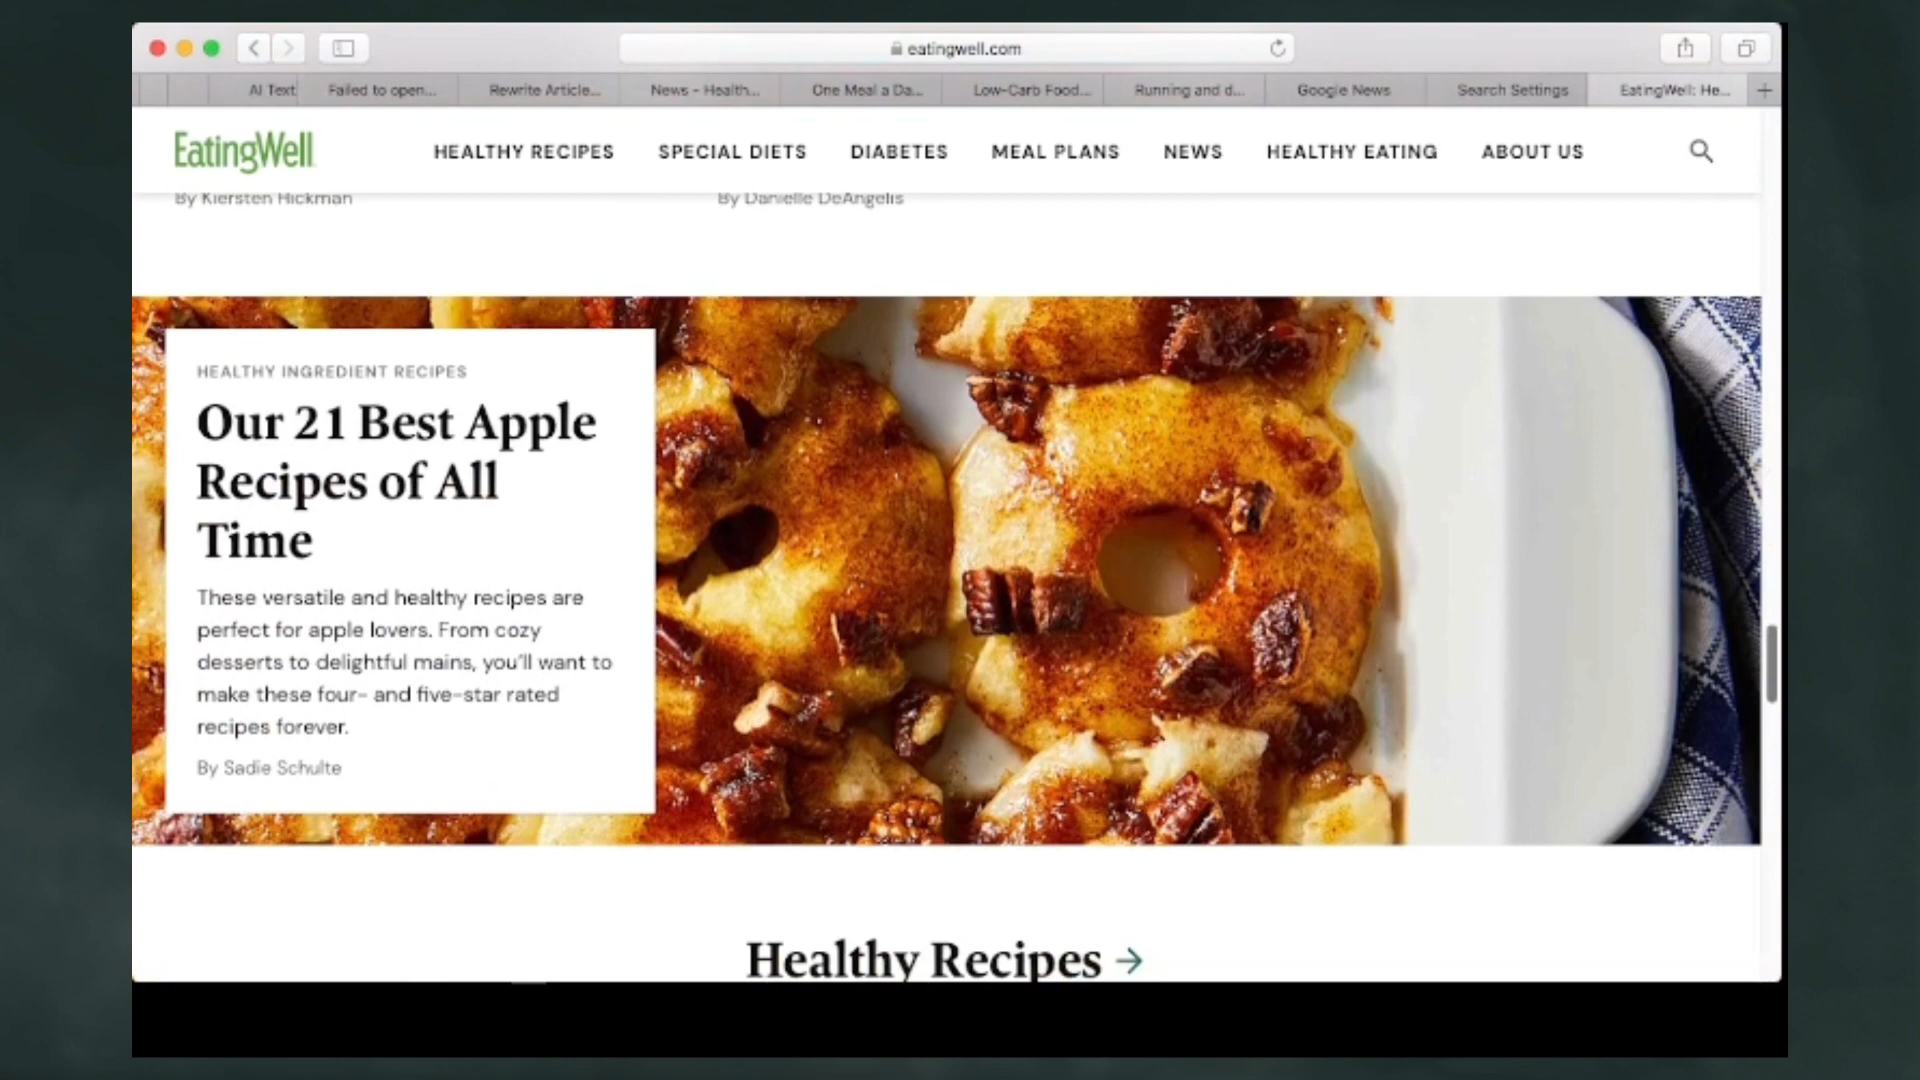 eatingwell.com
AI Text
Failed to open...
Rewrite Article...
News - Health...
One Meal a Da...
Low-Carb Food...
Running and d...
Google News
Search Settings
EatingWell: He...
EatingWell
HEALTHY RECIPES
SPECIAL DIETS
DIABETES
MEAL PLANS
NEWS
HEALTHY EATING
ABOUT US
By Kiersten Hickman
By Danielle DeAngelis
HEALTHY INGREDIENT RECIPES
Our 21 Best Apple
Recipes of All
Time
These versatile and healthy recipes are
perfect for apple lovers. From cozy
desserts to delightful mains, you'll want to
make these four- and five-star rated
recipes forever.
By Sadie Schulte
Healthy Recipes →